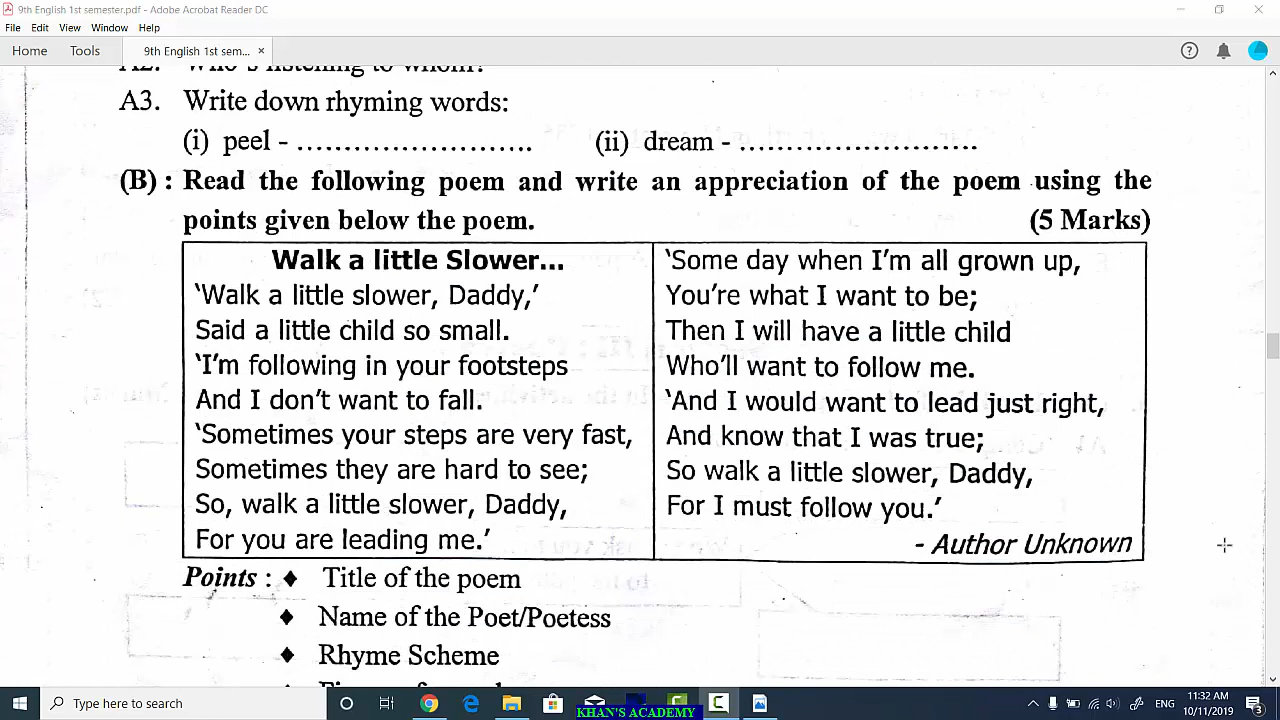 9th English 1st semester.pdf - Adobe Acrobat Reader DC
File Edit View Window Help
Home Tools 9th English 1st sem... ×
A2. Who's listening to whom?
A3. Write down rhyming words:
(i) peel - ............................ (ii) dream - ............................
(B) : Read the following poem and write an appreciation of the poem using the
points given below the poem. (5 Marks)
Walk a little Slower...
'Walk a little slower, Daddy,'
Said a little child so small.
'I'm following in your footsteps
And I don't want to fall.
'Sometimes your steps are very fast,
Sometimes they are hard to see;
So, walk a little slower, Daddy,
For you are leading me.'
'Some day when I'm all grown up,
You're what I want to be;
Then I will have a little child
Who'll want to follow me.
'And I would want to lead just right,
And know that I was true;
So walk a little slower, Daddy,
For I must follow you.'
- Author Unknown
Points : ♦ Title of the poem
♦ Name of the Poet/Poetess
♦ Rhyme Scheme
Type here to search
KHAN'S ACADEMY
ENG
11:32 AM
10/11/2019
3